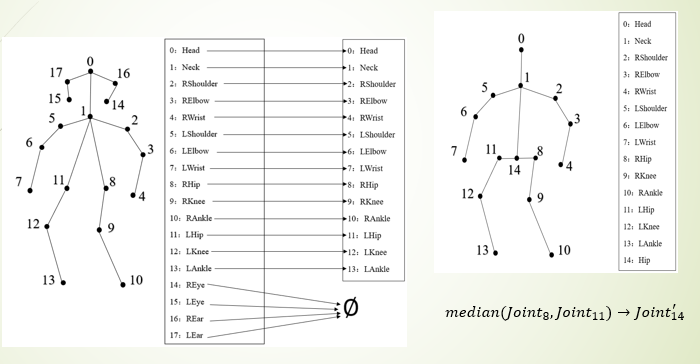 0
17
16
15
14
1
5
2
6
3
7
11
8
4
12
9
13
10
0: Head
1: Neck
2: RShoulder
3: RElbow
4: RWrist
5: LShoulder
6: LElbow
7: LWrist
8: RHip
9: RKnee
10: RAnkle
11: LHip
12: LKnee
13: LAnkle
14: REye
15: LEye
16: REar
17: LEar
0: Head
1: Neck
2: RShoulder
3: RElbow
4: RWrist
5: LShoulder
6: LElbow
7: LWrist
8: RHip
9: RKnee
10: RAnkle
11: LHip
12: LKnee
13: LAnkle
Ø
0
1
5
2
6
3
7
11
8
4
14
12
9
13
10
0: Head
1: Neck
2: RShoulder
3: RElbow
4: RWrist
5: LShoulder
6: LElbow
7: LWrist
8: RHip
9: RKnee
10: RAnkle
11: LHip
12: LKnee
13: LAnkle
14: Hip
median(Joint₈, Joint₁₁) → Joint′₁₄